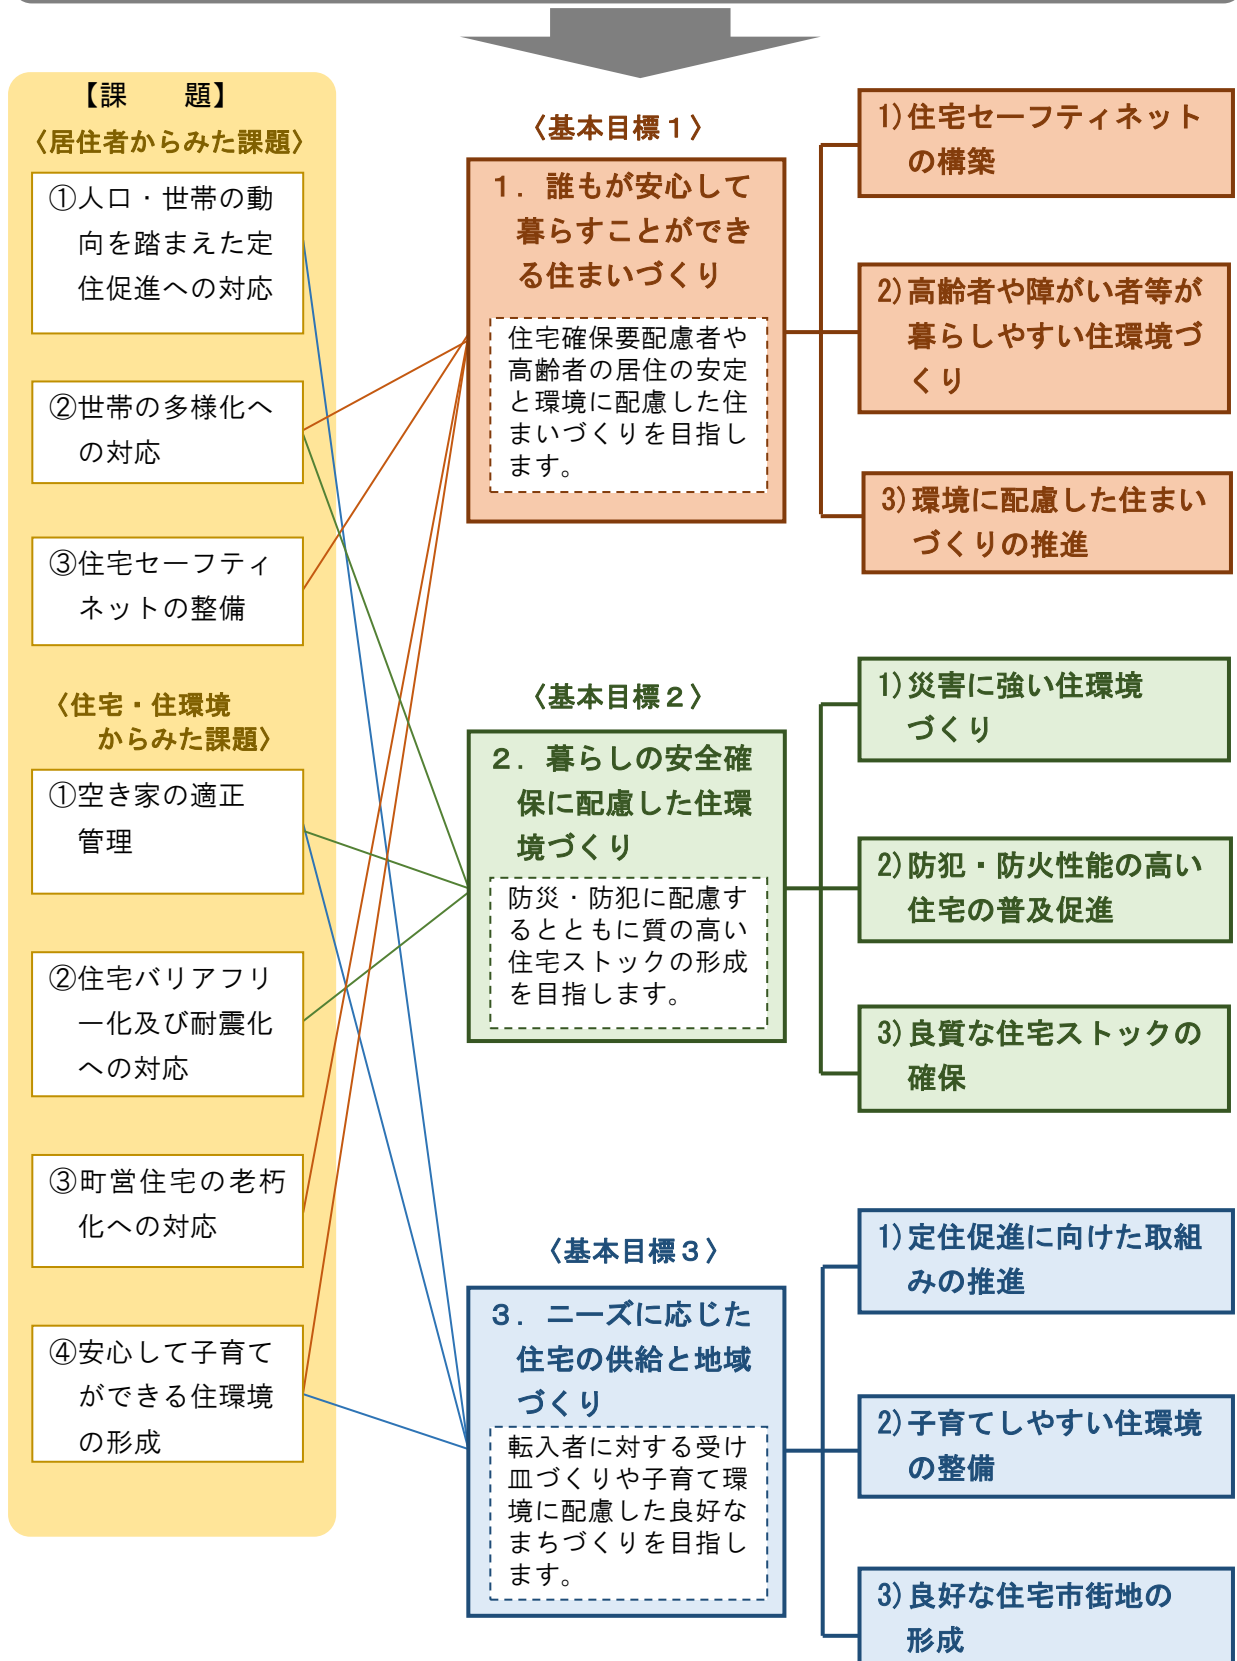 【課　　題】
〈居住者からみた課題〉
①人口・世帯の動
向を踏まえた定
住促進への対応
②世帯の多様化へ
の対応
③住宅セーフティ
ネットの整備
〈住宅・住環境
からみた課題〉
①空き家の適正
管理
②住宅バリアフリ
ー化及び耐震化
への対応
③町営住宅の老朽
化への対応
④安心して子育て
ができる住環境
の形成
〈基本目標１〉
１．誰もが安心して
暮らすことができ
る住まいづくり
住宅確保要配慮者や
高齢者の居住の安定
と環境に配慮した住
まいづくりを目指し
ます。
1)住宅セーフティネット
の構築
2)高齢者や障がい者等が
暮らしやすい住環境づ
くり
3)環境に配慮した住まい
づくりの推進
〈基本目標２〉
２．暮らしの安全確
保に配慮した住環
境づくり
防災・防犯に配慮す
るとともに質の高い
住宅ストックの形成
を目指します。
1)災害に強い住環境
づくり
2)防犯・防火性能の高い
住宅の普及促進
3)良質な住宅ストックの
確保
〈基本目標３〉
３．ニーズに応じた
住宅の供給と地域
づくり
転入者に対する受け
皿づくりや子育て環
境に配慮した良好な
まちづくりを目指し
ます。
1)定住促進に向けた取組
みの推進
2)子育てしやすい住環境
の整備
3)良好な住宅市街地の
形成